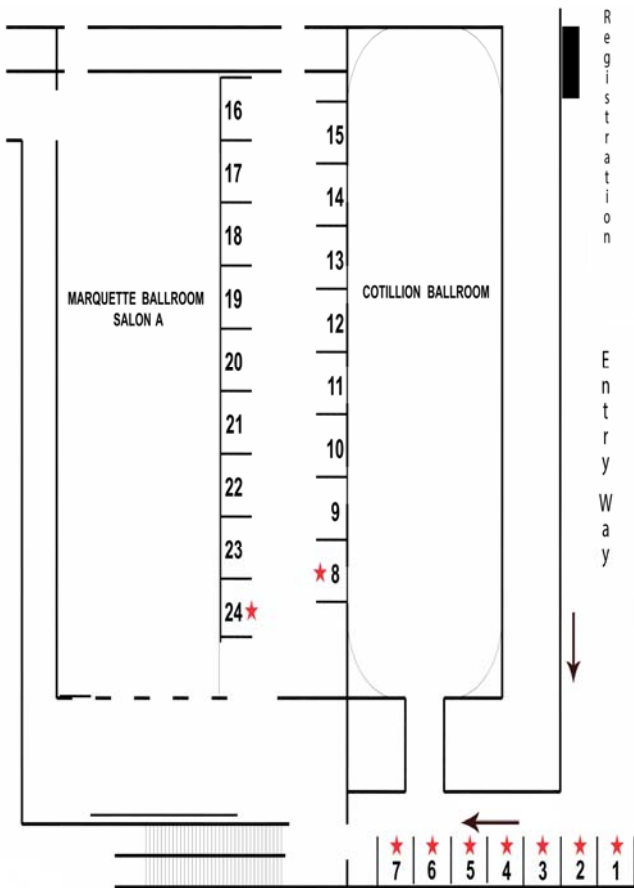 Registration
16
15
17
14
18
13
MARQUETTE BALLROOM
SALON A
19
COTILLION BALLROOM
12
20
11
Entry Way
21
10
22
9
23
8
24
7 6 5 4 3 2 1